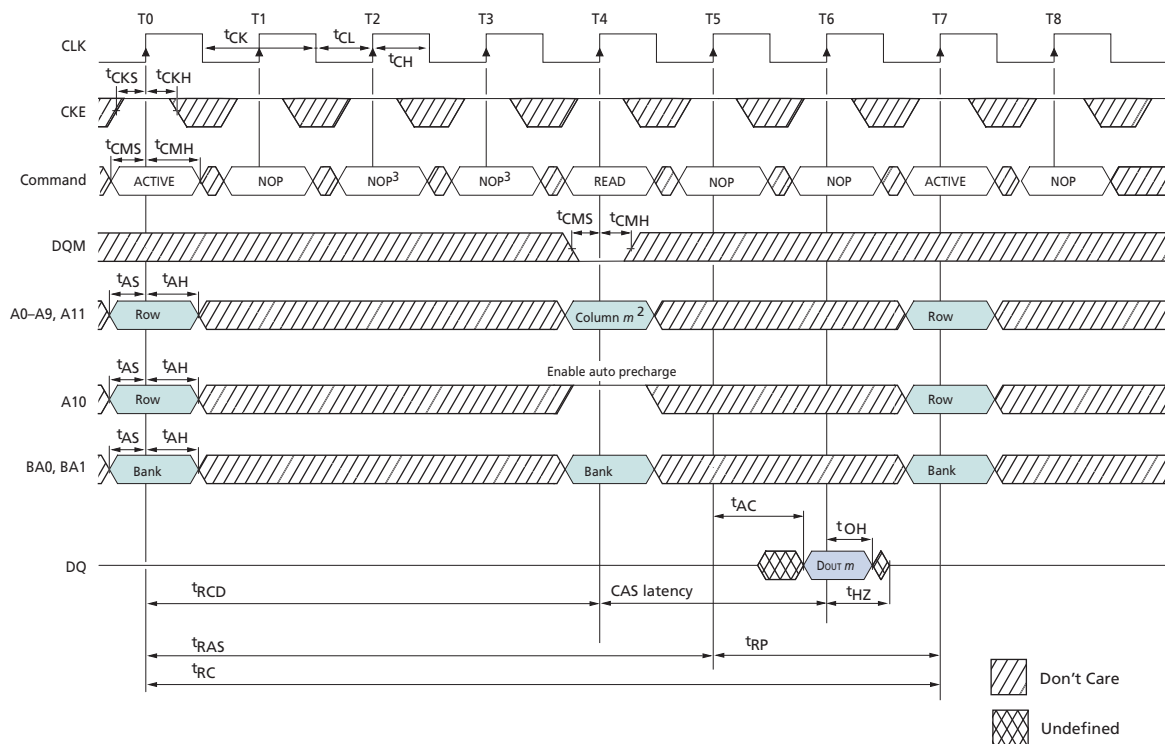 T0 T1 T2 T3 T4 T5 T6 T7 T8
CLK
tCK tCL
tCH
tCKS tCKH
CKE
tCMS tCMH
Command ACTIVE NOP NOP3 NOP3 READ NOP NOP ACTIVE NOP
tCMS tCMH
DQM
tAS tAH
A0–A9, A11 Row Column m 2 Row
Enable auto precharge
tAS tAH
A10 Row Row
tAS tAH
BA0, BA1 Bank Bank Bank
tAC
tOH
DQ DOUT m
tRCD CAS latency tHZ
tRAS tRP
tRC
Don't Care
Undefined